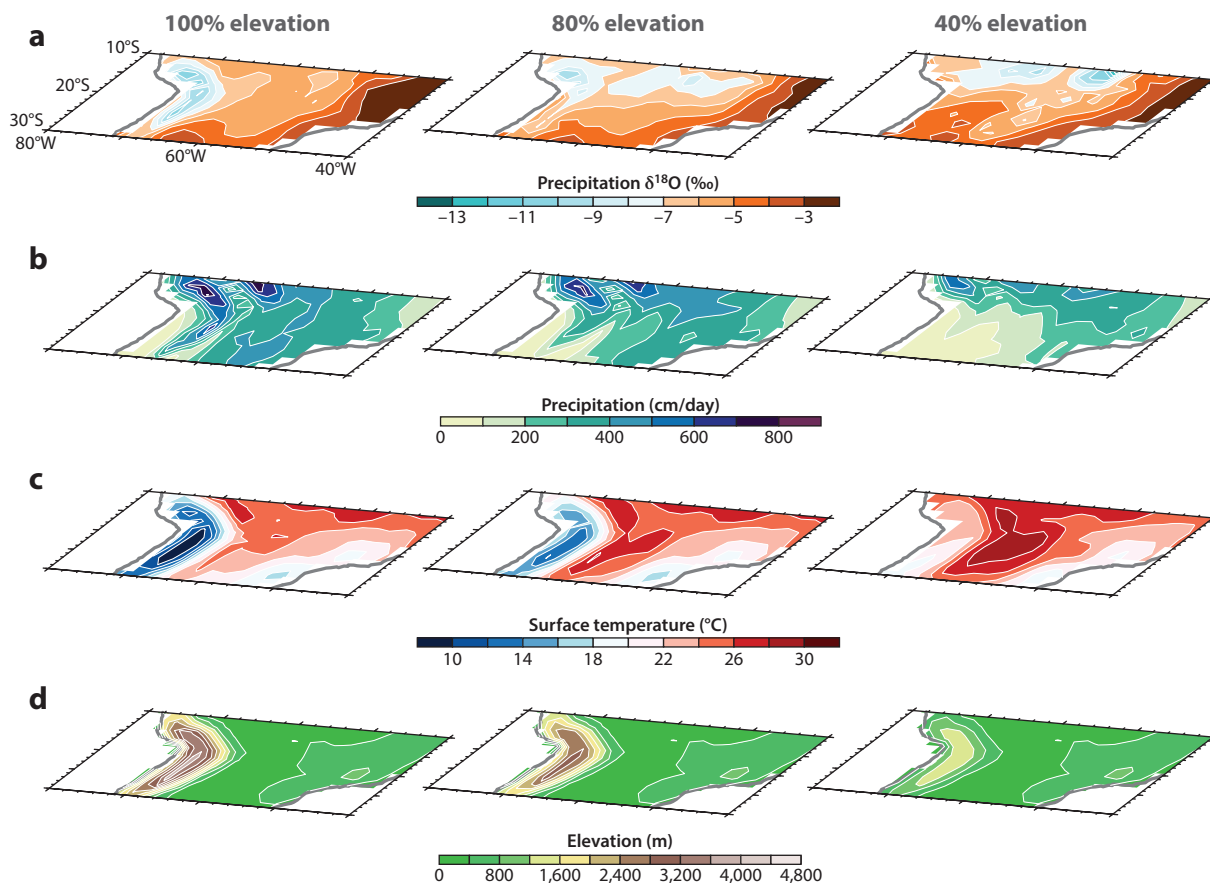 100% elevation 80% elevation 40% elevation
a
10°S
20°S
30°S
80°W
60°W
40°W
Precipitation δ¹⁸O (‰)
−13 −11 −9 −7 −5 −3
b
Precipitation (cm/day)
0 200 400 600 800
c
Surface temperature (°C)
10 14 18 22 26 30
d
Elevation (m)
0 800 1,600 2,400 3,200 4,000 4,800